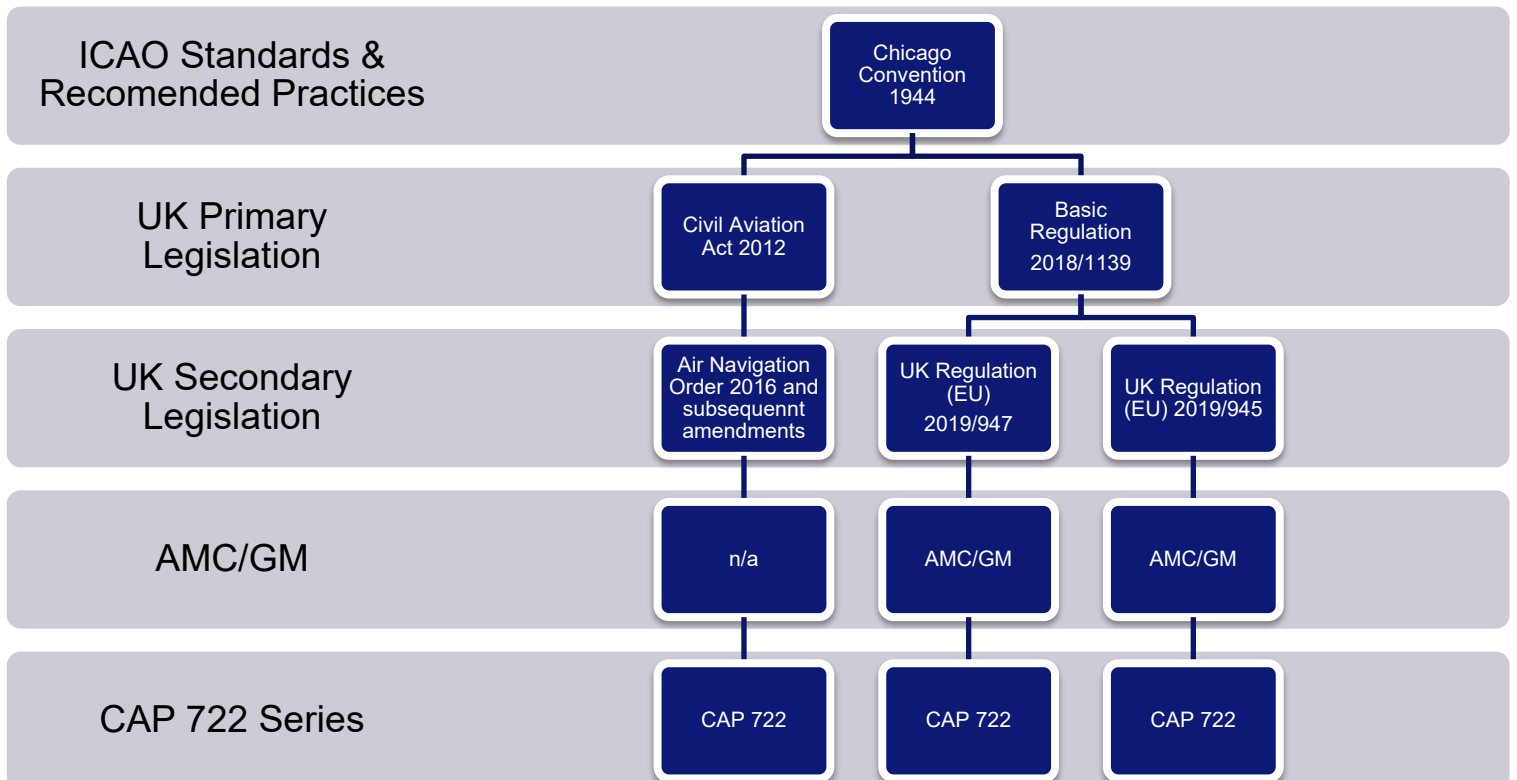 ICAO Standards &
Recomended Practices
Chicago
Convention
1944
UK Primary
Legislation
Civil Aviation
Act 2012
Basic
Regulation
2018/1139
UK Secondary
Legislation
Air Navigation
Order 2016 and
subsequennt
amendments
UK Regulation
(EU)
2019/947
UK Regulation
(EU) 2019/945
AMC/GM
n/a
AMC/GM
AMC/GM
CAP 722 Series
CAP 722
CAP 722
CAP 722